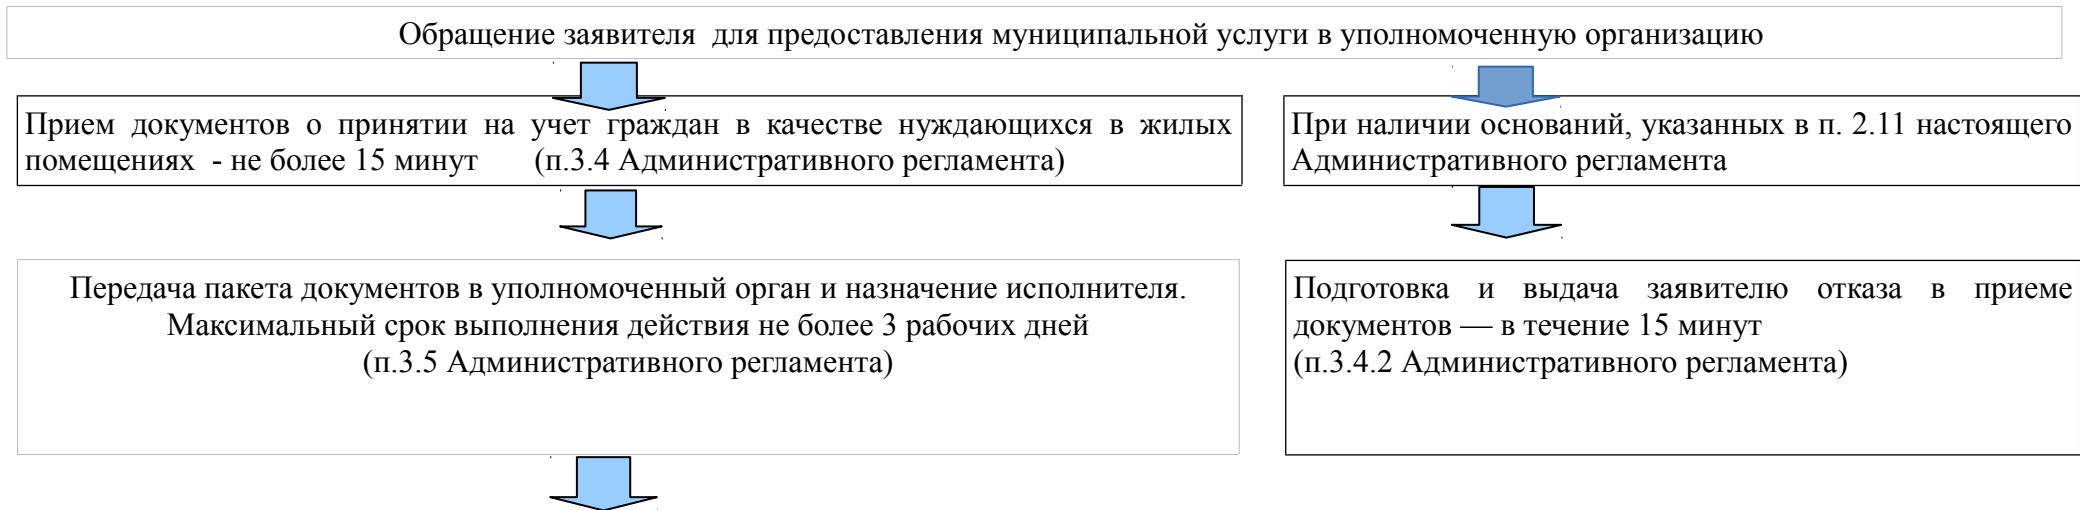 Обращение заявителя для предоставления муниципальной услуги в уполномоченную организацию
Прием документов о принятии на учет граждан в качестве нуждающихся в жилых
помещениях - не более 15 минут (п.3.4 Административного регламента)
При наличии оснований, указанных в п. 2.11 настоящего
Административного регламента
Передача пакета документов в уполномоченный орган и назначение исполнителя.
Максимальный срок выполнения действия не более 3 рабочих дней
(п.3.5 Административного регламента)
Подготовка и выдача заявителю отказа в приеме
документов — в течение 15 минут
(п.3.4.2 Административного регламента)